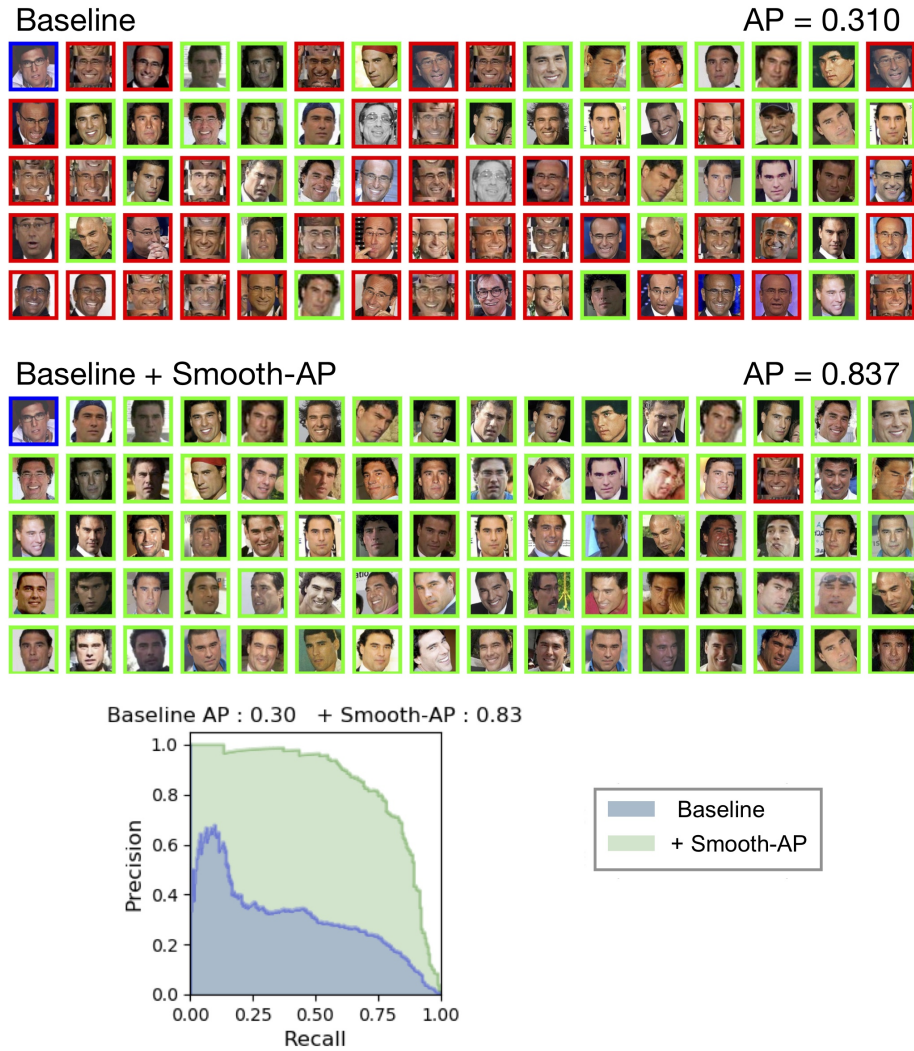 Baseline AP = 0.310
Baseline + Smooth-AP AP = 0.837
Baseline AP : 0.30 + Smooth-AP : 0.83
1.0
0.8
0.6
0.4
0.2
0.0
Precision
0.00 0.25 0.50 0.75 1.00
Recall
Baseline
+ Smooth-AP